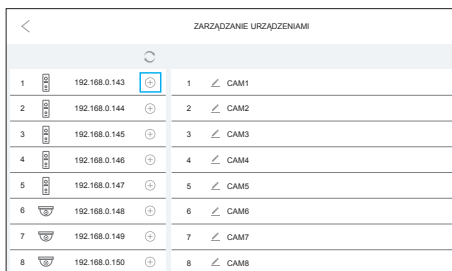 ZARZĄDZANIE URZĄDZENIAMI
1 192.168.0.143 1 CAM1
2 192.168.0.144 2 CAM2
3 192.168.0.145 3 CAM3
4 192.168.0.146 4 CAM4
5 192.168.0.147 5 CAM5
6 192.168.0.148 6 CAM6
7 192.168.0.149 7 CAM7
8 192.168.0.150 8 CAM8